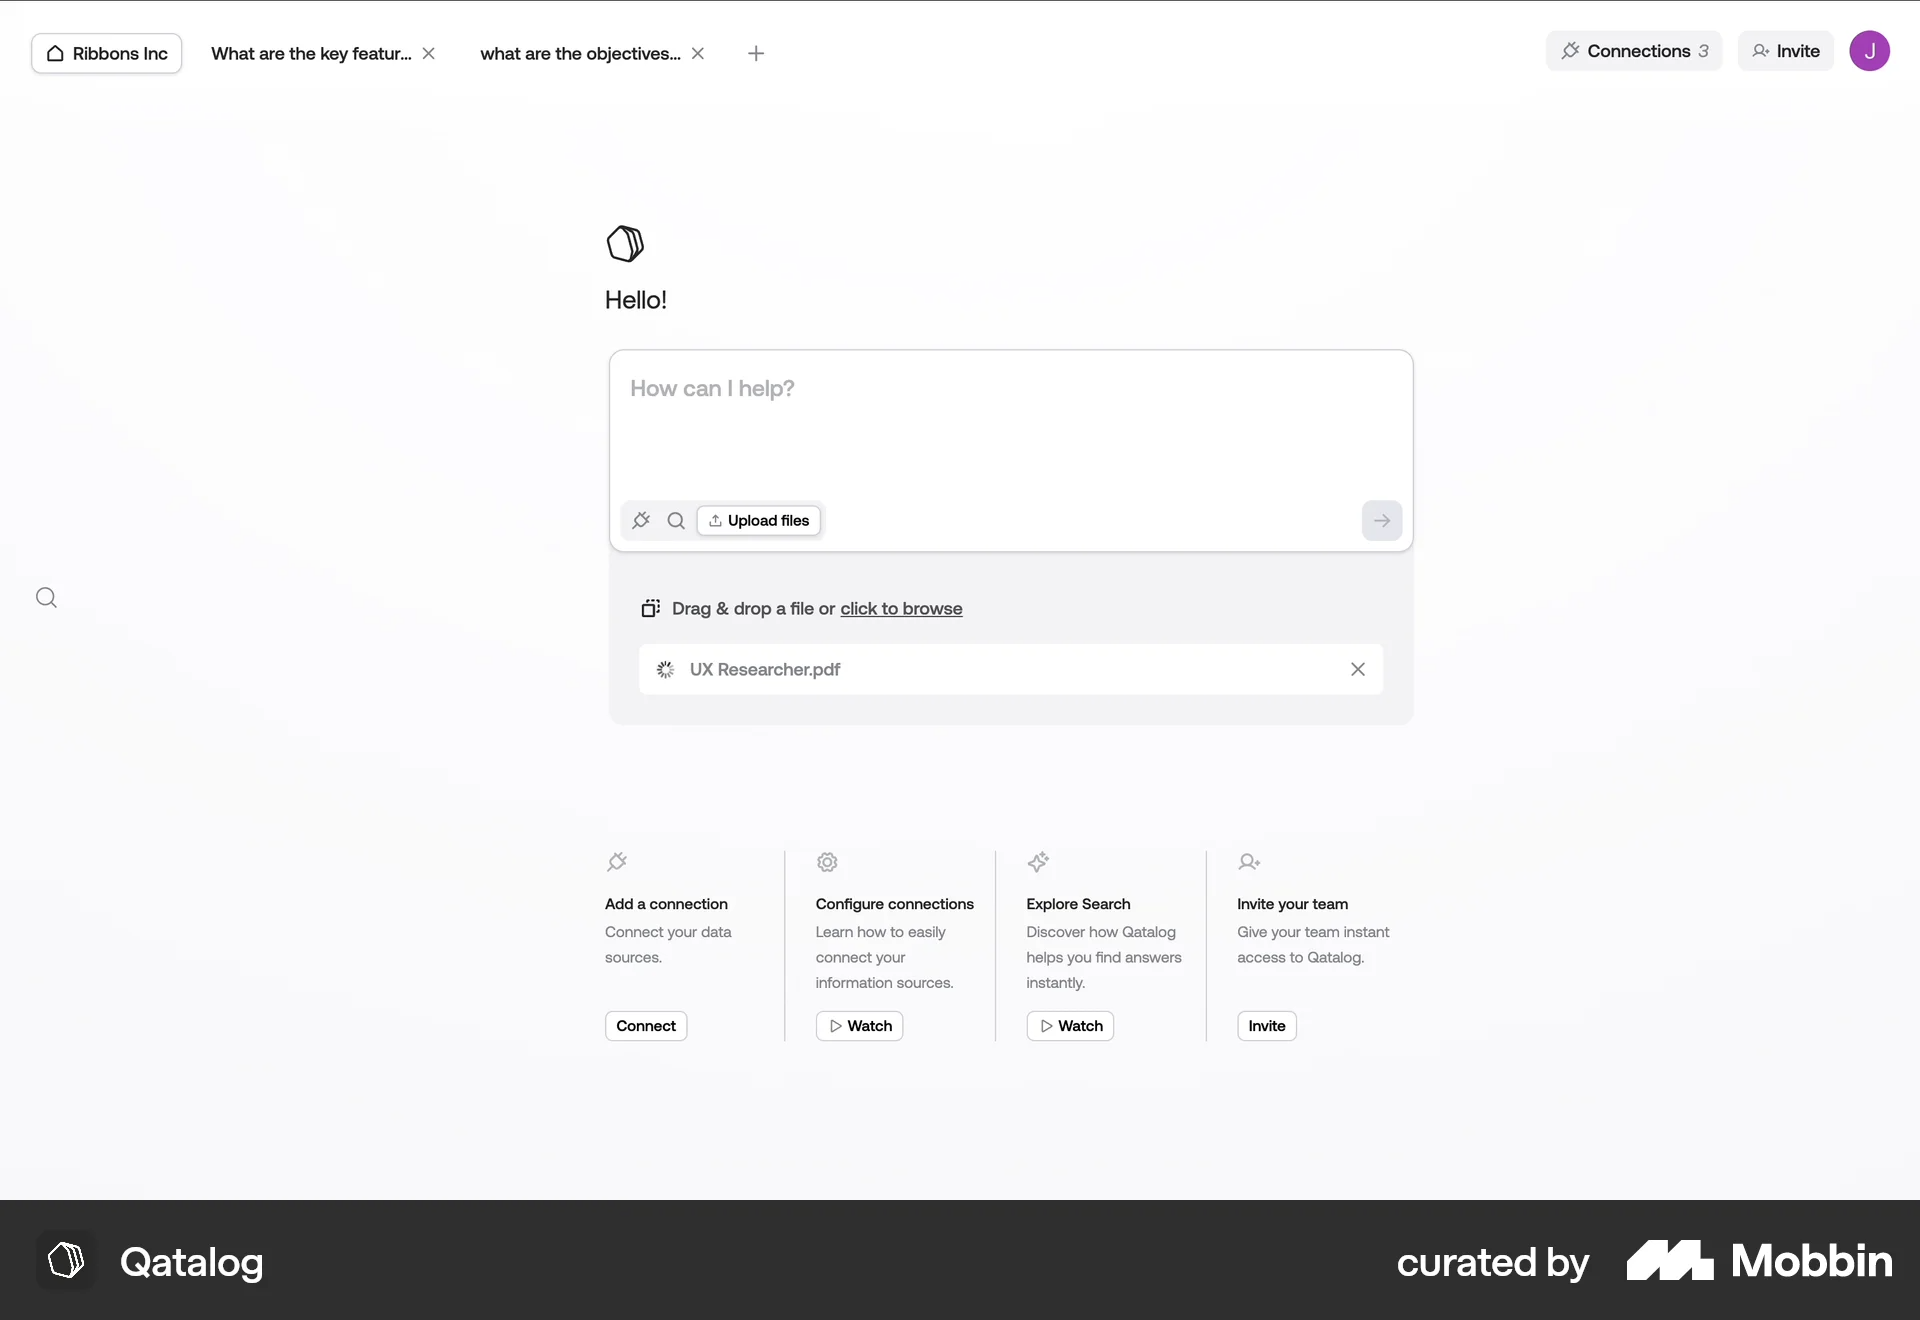 Ribbons Inc
What are the key featur...
what are the objectives...
Connections 3
Invite
J
Hello!
How can I help?
Upload files
Drag & drop a file or click to browse
UX Researcher.pdf
Add a connection
Connect your data
sources.
Connect
Configure connections
Learn how to easily
connect your
information sources.
Watch
Explore Search
Discover how Qatalog
helps you find answers
instantly.
Watch
Invite your team
Give your team instant
access to Qatalog.
Invite
Qatalog
curated by Mobbin